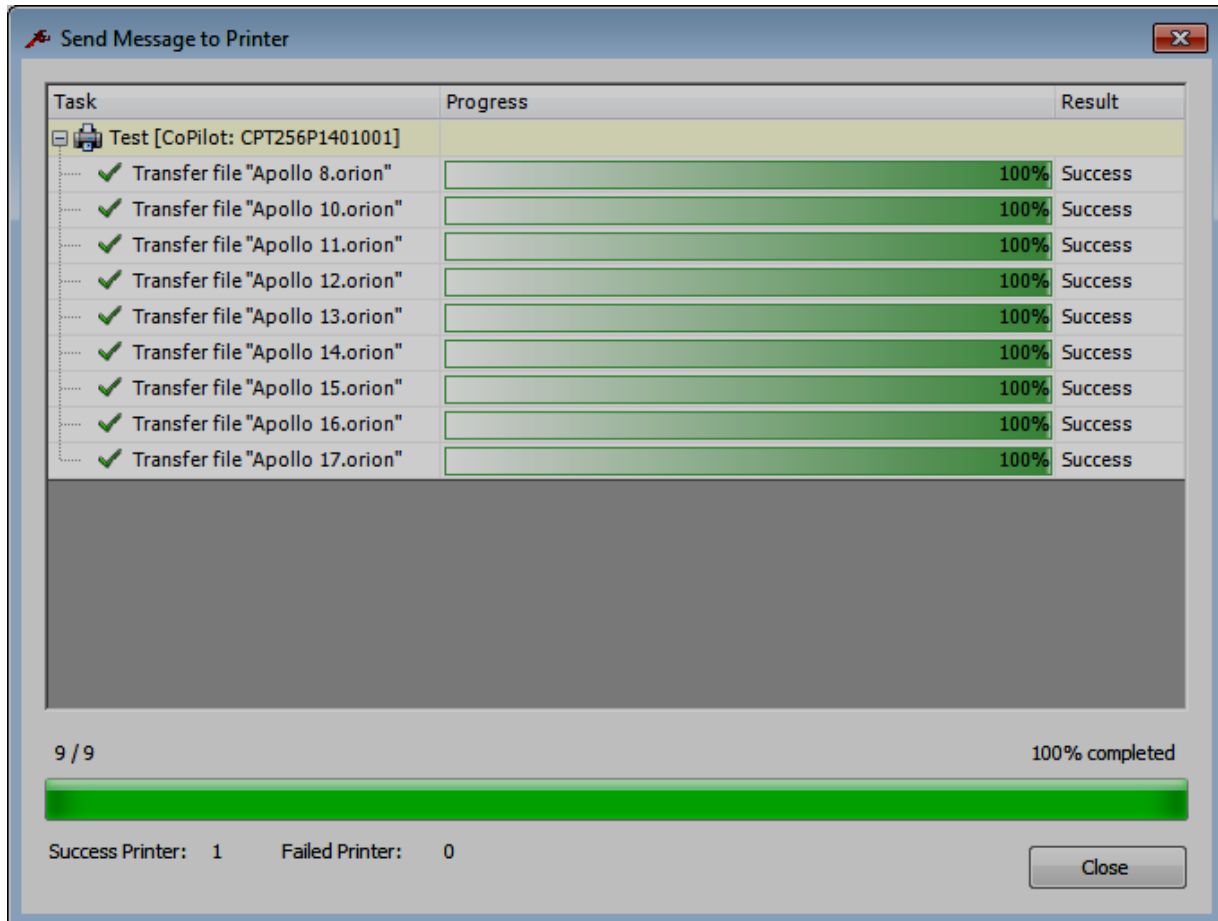 Send Message to Printer
Task Progress Result
Test [CoPilot: CPT256P1401001]
Transfer file "Apollo 8.orion" 100% Success
Transfer file "Apollo 10.orion" 100% Success
Transfer file "Apollo 11.orion" 100% Success
Transfer file "Apollo 12.orion" 100% Success
Transfer file "Apollo 13.orion" 100% Success
Transfer file "Apollo 14.orion" 100% Success
Transfer file "Apollo 15.orion" 100% Success
Transfer file "Apollo 16.orion" 100% Success
Transfer file "Apollo 17.orion" 100% Success
9 / 9 100% completed
Success Printer: 1 Failed Printer: 0
Close